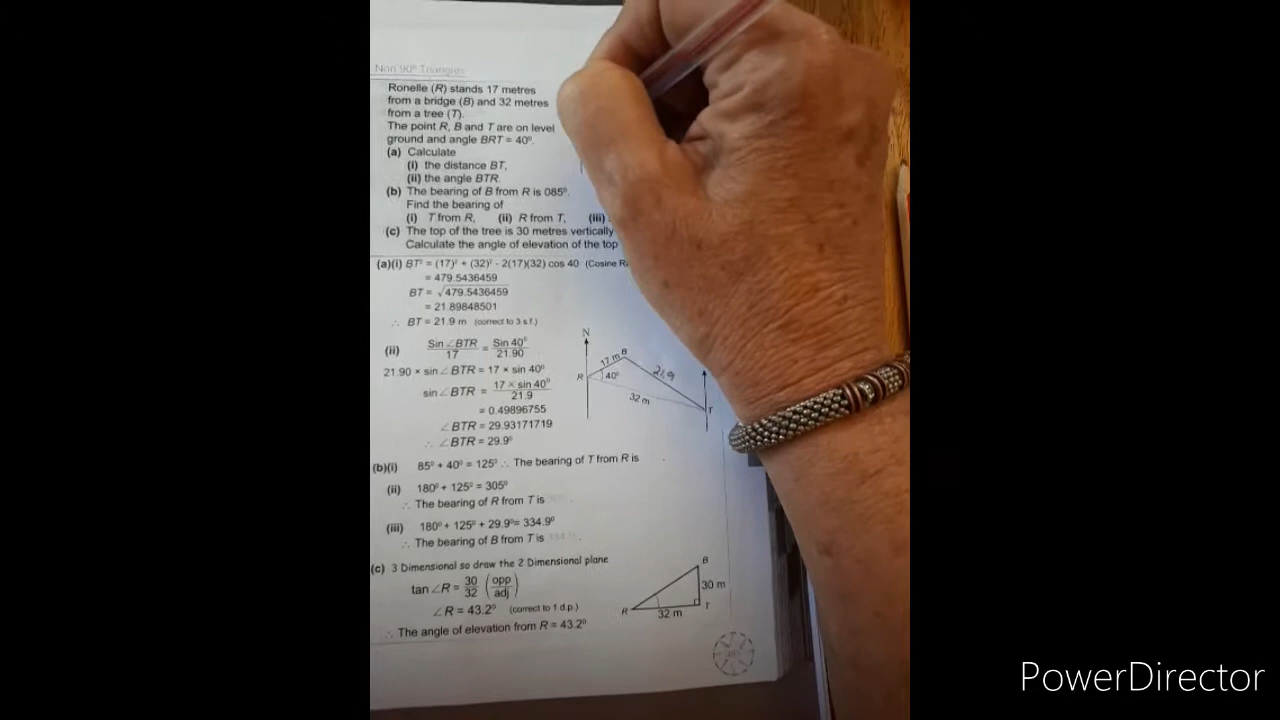 Non 90° Triangles
Ronelle (R) stands 17 metres
from a bridge (B) and 32 metres
from a tree (T).
The point R, B and T are on level
ground and angle BRT = 40°.
(a) Calculate
(i) the distance BT,
(ii) the angle BTR.
(b) The bearing of B from R is 085°.
Find the bearing of
(i) T from R, (ii) R from T, (iii)
(c) The top of the tree is 30 metres vertically
Calculate the angle of elevation of the top
(a)(i) BT² = (17)² + (32)² - 2(17)(32) cos 40 (Cosine
= 479.5436459
BT = √479.5436459
= 21.89848501
∴ BT = 21.9 m (correct to 3 s.f.)
(ii) Sin ∠BTR / 17 = Sin 40° / 21.90
21.90 × sin ∠BTR = 17 × sin 40°
sin ∠BTR = 17 × sin 40° / 21.9
= 0.49896755
∠BTR = 29.93171719
∴ ∠BTR = 29.9°
N
B
17 m
R
40°
21.9
32 m
T
(b)(i) 85° + 40° = 125° ∴ The bearing of T from R is
(ii) 180° + 125° = 305°
∴ The bearing of R from T is
(iii) 180° + 125° + 29.9° = 334.9°
∴ The bearing of B from T is
(c) 3 Dimensional so draw the 2 Dimensional plane
tan ∠R = 30/32 (opp/adj)
∠R = 43.2° (correct to 1 d.p.)
∴ The angle of elevation from R = 43.2°
B
30 m
R
32 m
T
PowerDirector